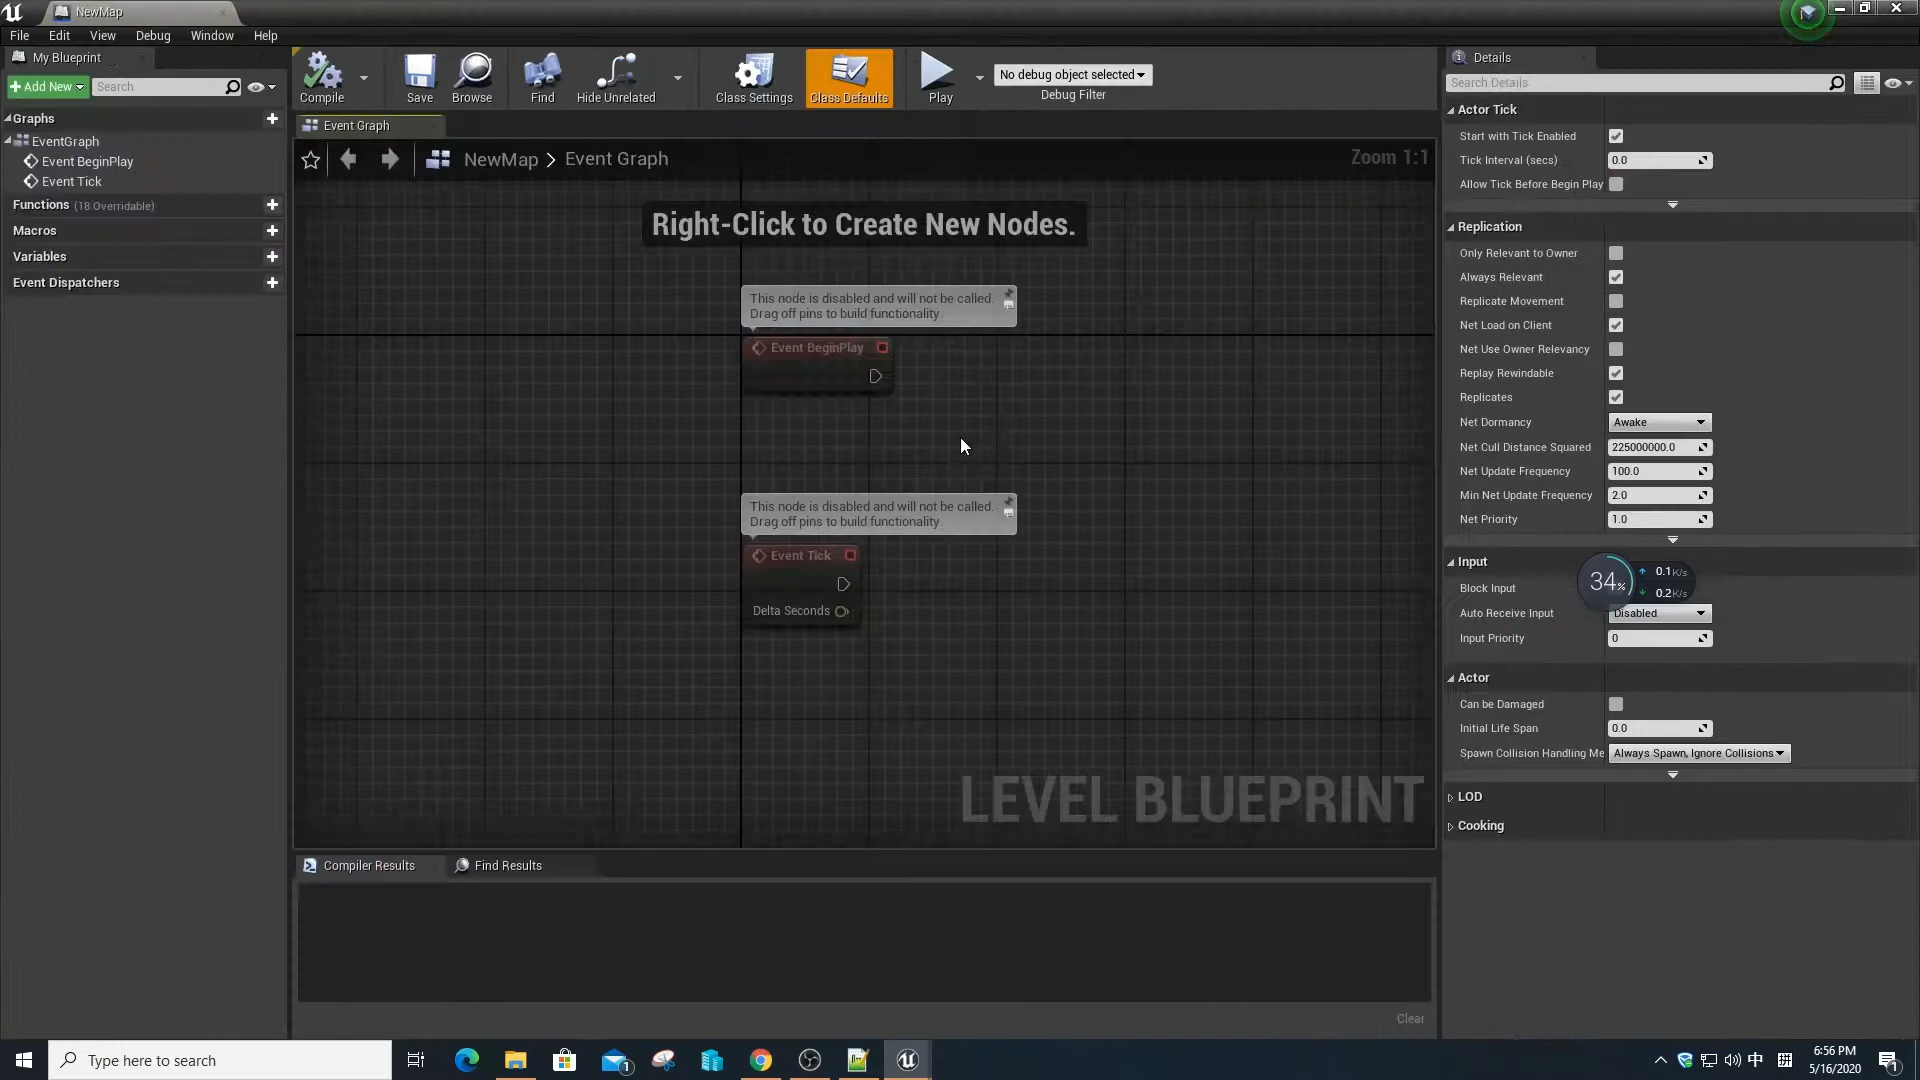 NewMap
File Edit View Debug Window Help
My Blueprint
Add New Search
Graphs
EventGraph
Event BeginPlay
Event Tick
Functions (18 Overridable)
Macros
Variables
Event Dispatchers
Compile Save Browse Find Hide Unrelated Class Settings Class Defaults Play
No debug object selected
Debug Filter
Event Graph
NewMap > Event Graph
Zoom 1:1
Right-Click to Create New Nodes.
This node is disabled and will not be called.
Drag off pins to build functionality.
Event BeginPlay
This node is disabled and will not be called.
Drag off pins to build functionality.
Event Tick
Delta Seconds
LEVEL BLUEPRINT
Compiler Results Find Results
Clear
Details
Search Details
Actor Tick
Start with Tick Enabled
Tick Interval (secs) 0.0
Allow Tick Before Begin Play
Replication
Only Relevant to Owner
Always Relevant
Replicate Movement
Net Load on Client
Net Use Owner Relevancy
Replay Rewindable
Replicates
Net Dormancy Awake
Net Cull Distance Squared 225000000.0
Net Update Frequency 100.0
Min Net Update Frequency 2.0
Net Priority 1.0
Input
Block Input
Auto Receive Input Disabled
Input Priority 0
34%
0.1K/s
0.2K/s
Actor
Can be Damaged
Initial Life Span 0.0
Spawn Collision Handling Me Always Spawn, Ignore Collisions
LOD
Cooking
Type here to search
1
中
拼
6:56 PM
5/16/2020
1